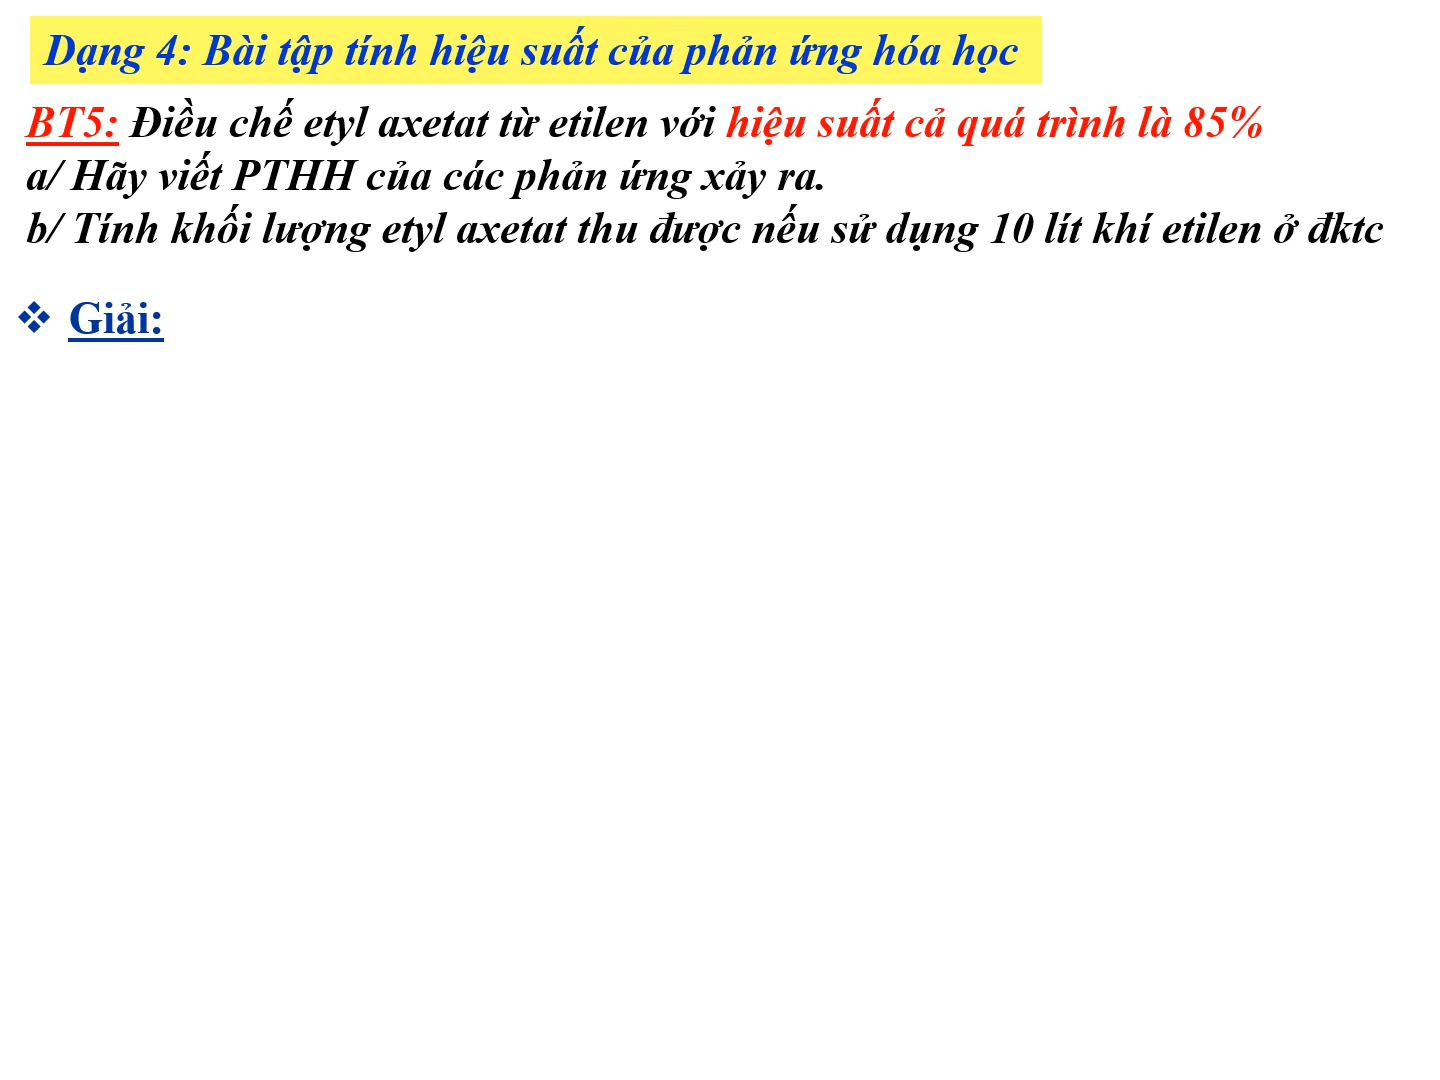 Dạng 4: Bài tập tính hiệu suất của phản ứng hóa học
BT5: Điều chế etyl axetat từ etilen với hiệu suất cả quá trình là 85%
a/ Hãy viết PTHH của các phản ứng xảy ra.
b/ Tính khối lượng etyl axetat thu được nếu sử dụng 10 lít khí etilen ở đktc
❖ Giải: